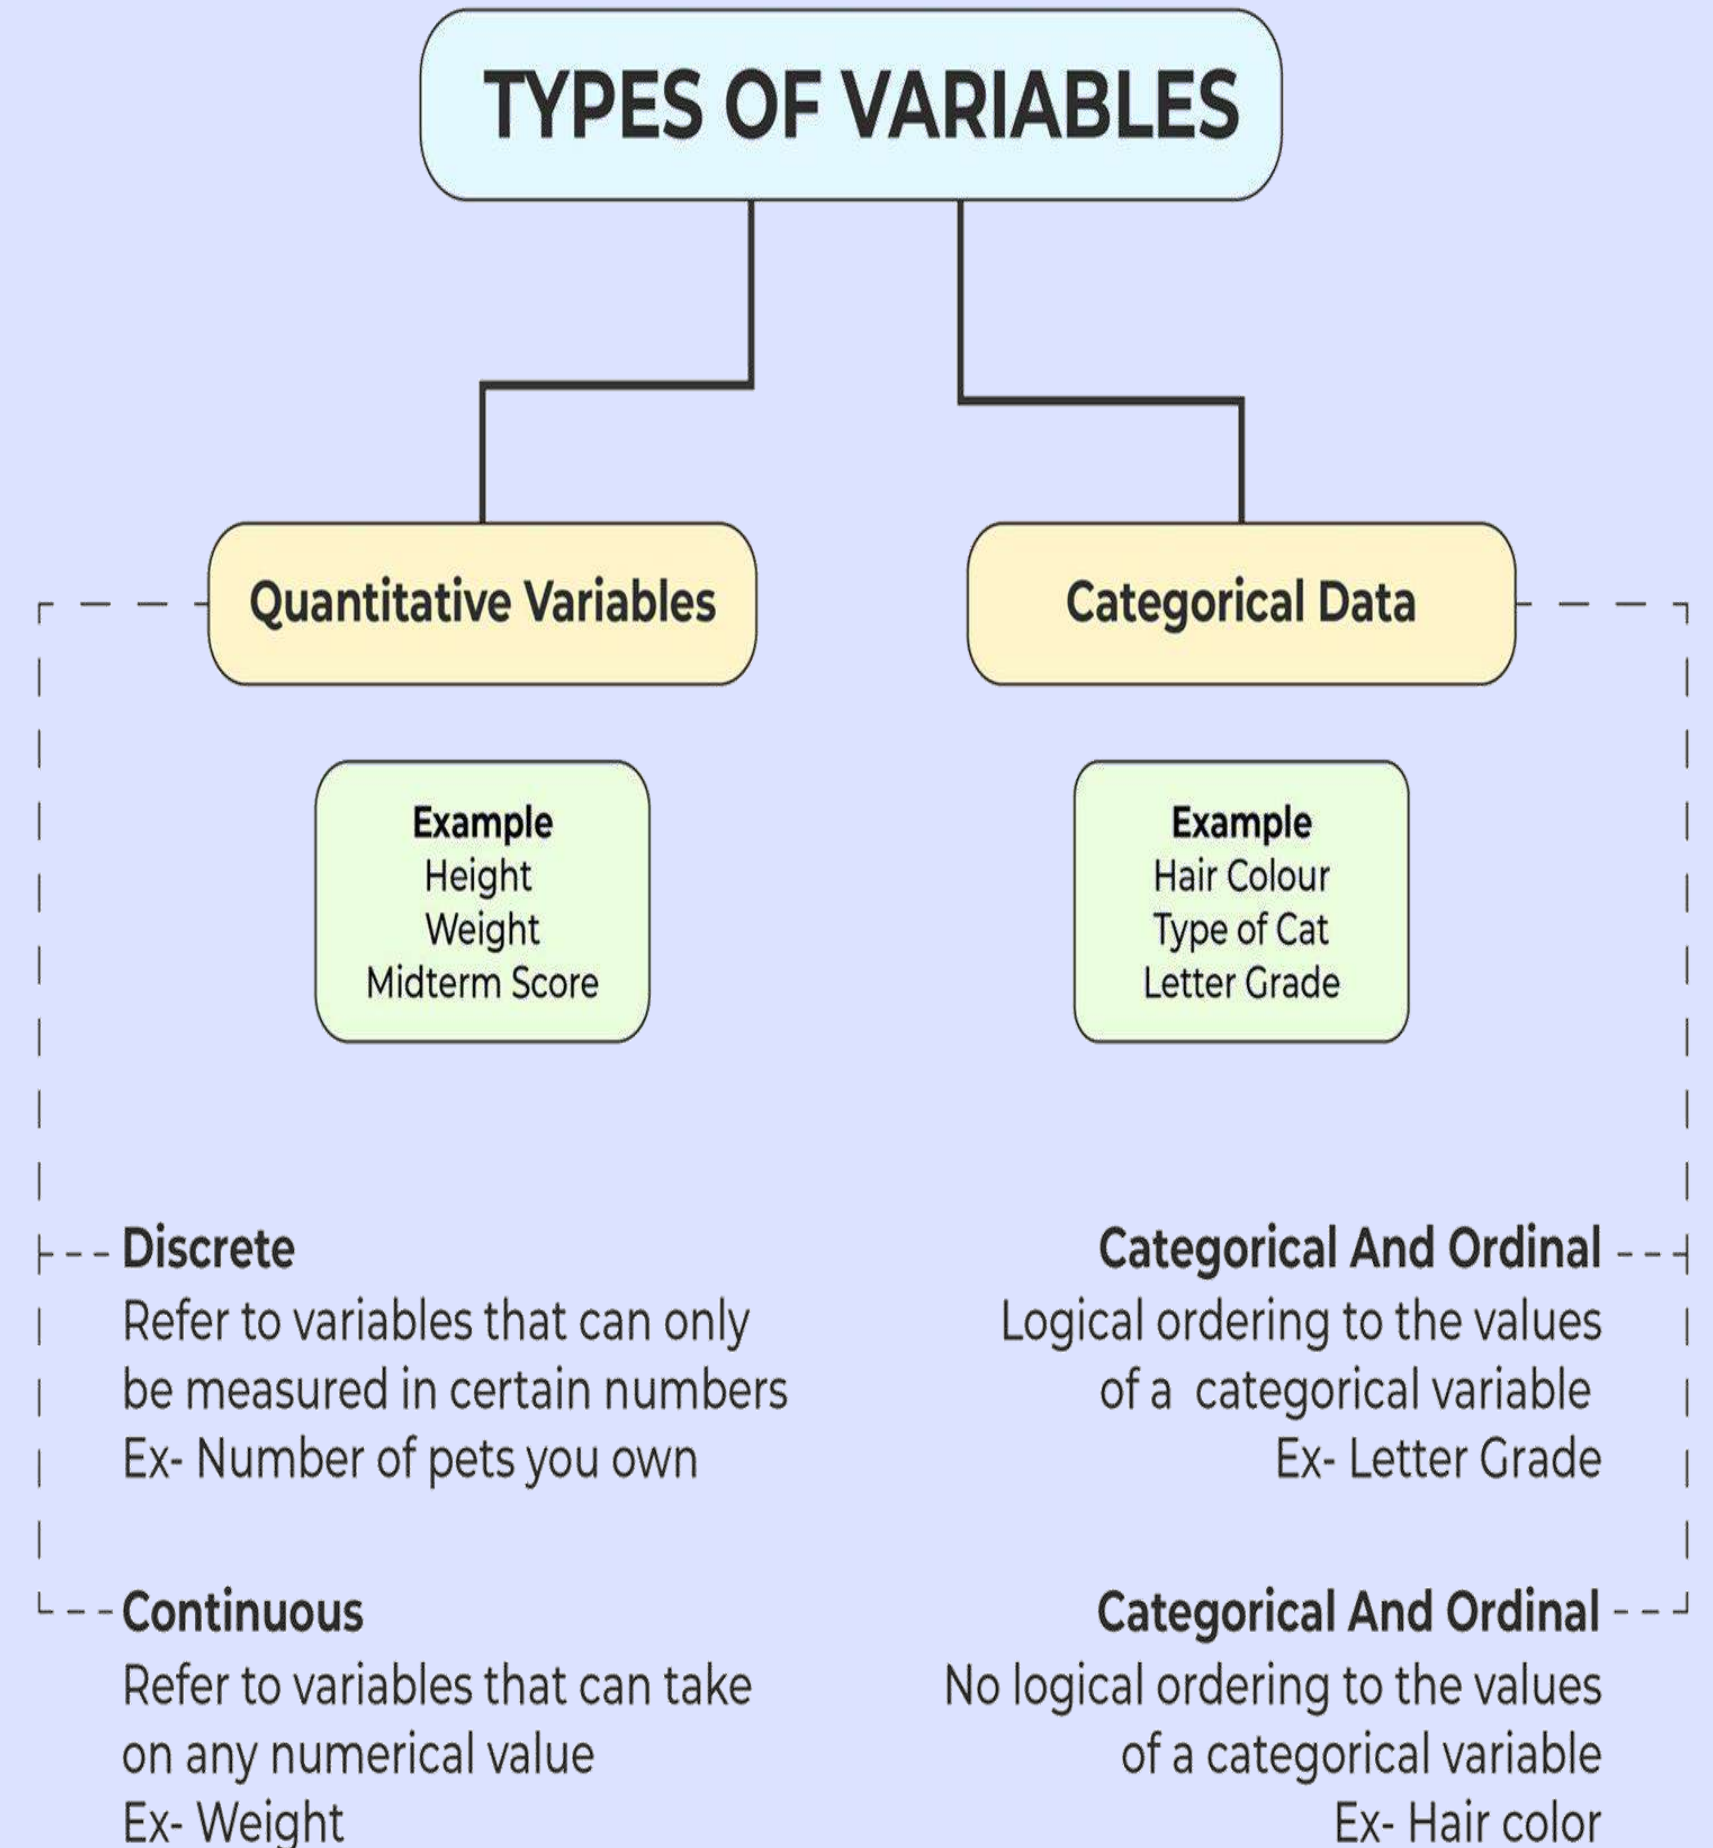 TYPES OF VARIABLES
Quantitative Variables
Categorical Data
Example
Height
Weight
Midterm Score
Example
Hair Colour
Type of Cat
Letter Grade
Discrete
Refer to variables that can only
be measured in certain numbers
Ex- Number of pets you own
Categorical And Ordinal
Logical ordering to the values
of a categorical variable
Ex- Letter Grade
Continuous
Refer to variables that can take
on any numerical value
Ex- Weight
Categorical And Ordinal
No logical ordering to the values
of a categorical variable
Ex- Hair color